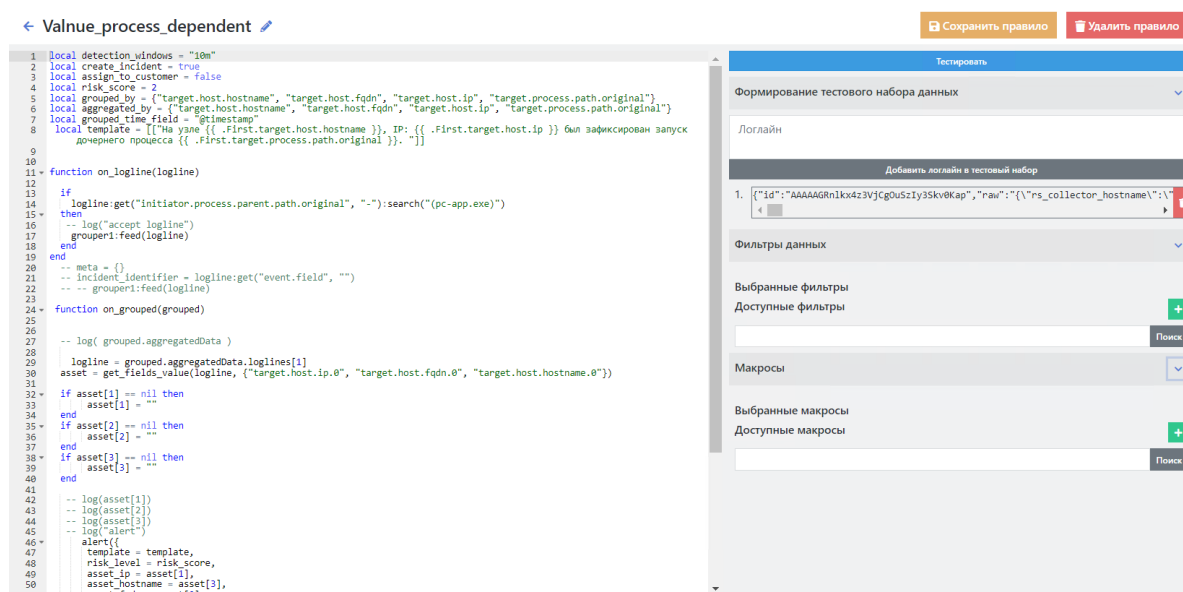 ← Valnue_process_dependent
Сохранить правило
Удалить правило
1 local detection_windows = "10m"
2 local create_incident = true
3 local assign_to_customer = false
4 local risk_score = 2
5 local grouped_by = {"target.host.hostname", "target.host.fqdn", "target.host.ip", "target.process.path.original"}
6 local aggregated_by = {"target.host.hostname", "target.host.fqdn", "target.host.ip", "target.process.path.original"}
7 local grouped_time_field = "@timestamp"
8 local template = [["На узле {{ .First.target.host.hostname }}, IP: {{ .First.target.host.ip }} был зафиксирован запуск
дочернего процесса {{ .First.target.process.path.original }}. "]]
9
10
11 function on_logline(logline)
12
13 if
14 logline:get("initiator.process.parent.path.original", "-"):search("(pc-app.exe)")
15 then
16 -- log("accept logline")
17 grouper1:feed(logline)
18 end
19 end
20 -- meta = {}
21 -- incident_identifier = logline:get("event.field", "")
22 -- -- grouper1:feed(logline)
23
24 function on_grouped(grouped)
25
26
27 -- log( grouped.aggregatedData )
28
29 logline = grouped.aggregatedData.loglines[1]
30 asset = get_fields_value(logline, {"target.host.ip.0", "target.host.fqdn.0", "target.host.hostname.0"})
31
32 if asset[1] == nil then
33 asset[1] = ""
34 end
35 if asset[2] == nil then
36 asset[2] = ""
37 end
38 if asset[3] == nil then
39 asset[3] = ""
40 end
41
42 -- log(asset[1])
43 -- log(asset[2])
44 -- log(asset[3])
45 -- log("alert")
46 alert({
47 template = template,
48 risk_level = risk_score,
49 asset_ip = asset[1],
50 asset_hostname = asset[3],
Тестировать
Формирование тестового набора данных
Логлайн
Добавить логлайн в тестовый набор
1. {"id":"AAAAAGRnlkx4z3VjCgOuSzIy3Skv0Kap","raw":"{\"rs_collector_hostname\":\"
Фильтры данных
Выбранные фильтры
Доступные фильтры
+
Поиск
Макросы
Выбранные макросы
Доступные макросы
+
Поиск